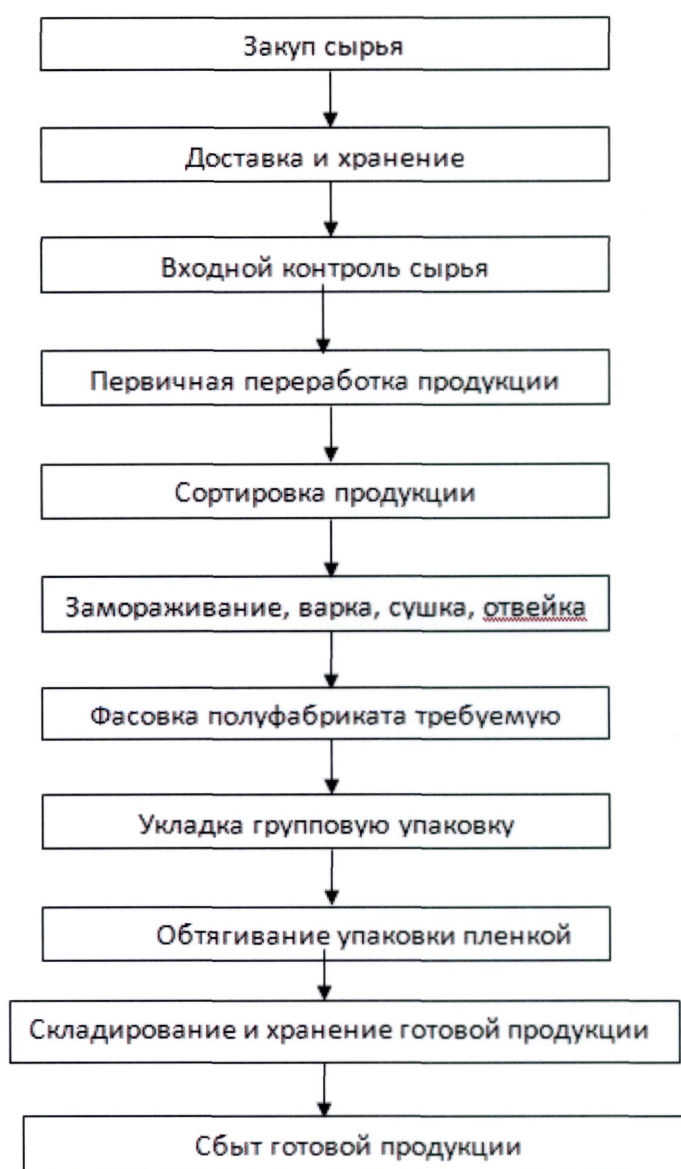 Закуп сырья
Доставка и хранение
Входной контроль сырья
Первичная переработка продукции
Сортировка продукции
Замораживание, варка, сушка, отвейка
Фасовка полуфабриката требуемую
Укладка групповую упаковку
Обтягивание упаковки пленкой
Складирование и хранение готовой продукции
Сбыт готовой продукции